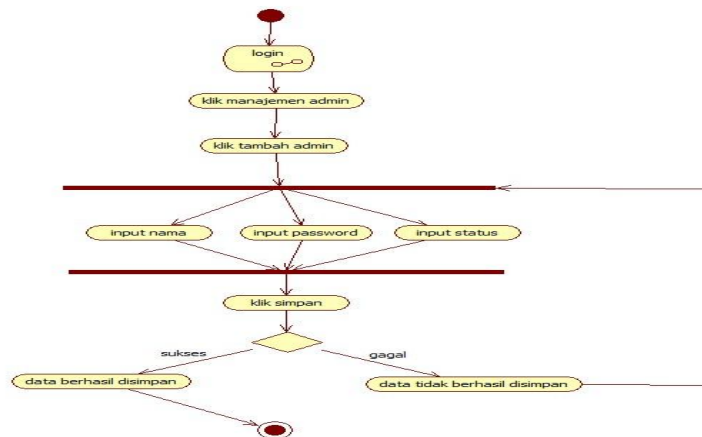 login
klik manajemen admin
klik tambah admin
input nama
input password
input status
klik simpan
sukses
gagal
data berhasil disimpan
data tidak berhasil disimpan